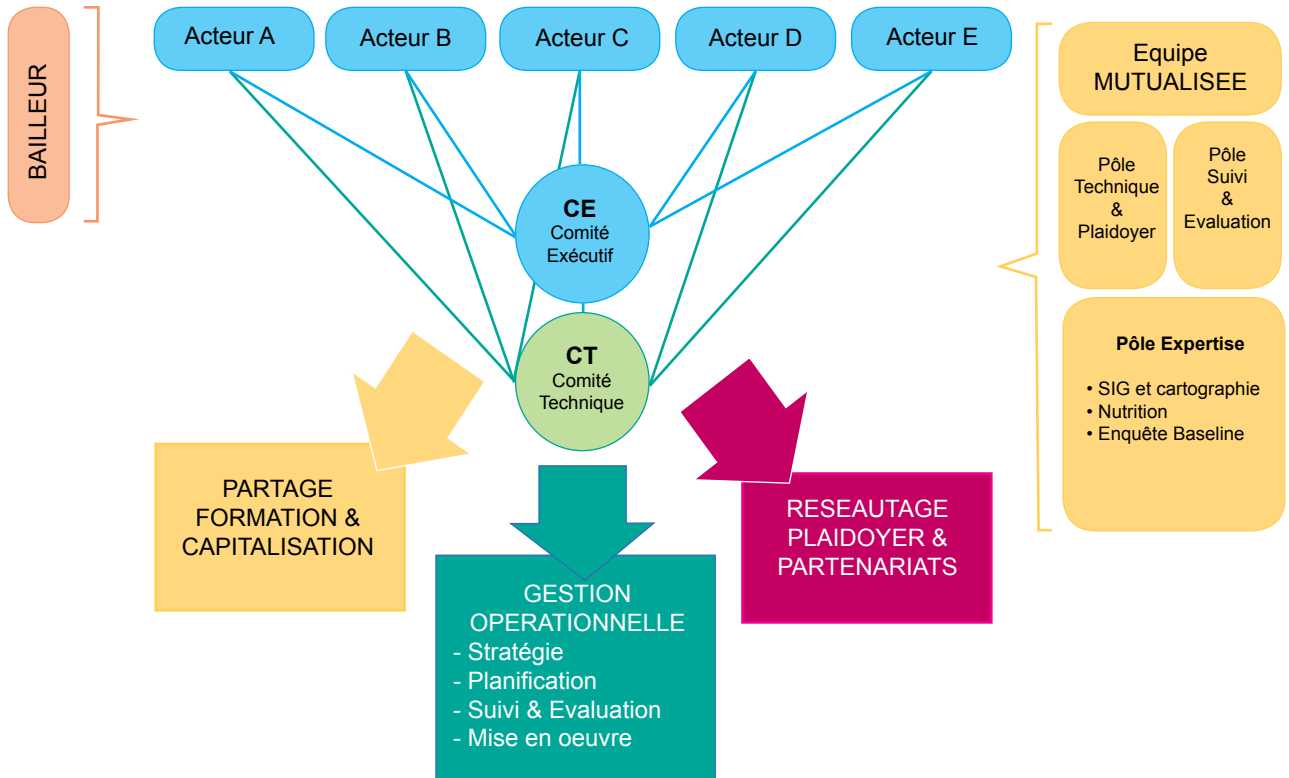 BAILLEUR
Acteur A
Acteur B
Acteur C
Acteur D
Acteur E
CE
Comité
Exécutif
CT
Comité
Technique
PARTAGE
FORMATION &
CAPITALISATION
GESTION
OPERATIONNELLE
- Stratégie
- Planification
- Suivi & Evaluation
- Mise en oeuvre
RESEAUTAGE
PLAIDOYER &
PARTENARIATS
Equipe
MUTUALISEE
Pôle
Technique
&
Plaidoyer
Pôle
Suivi
&
Evaluation
Pôle Expertise
• SIG et cartographie
• Nutrition
• Enquête Baseline